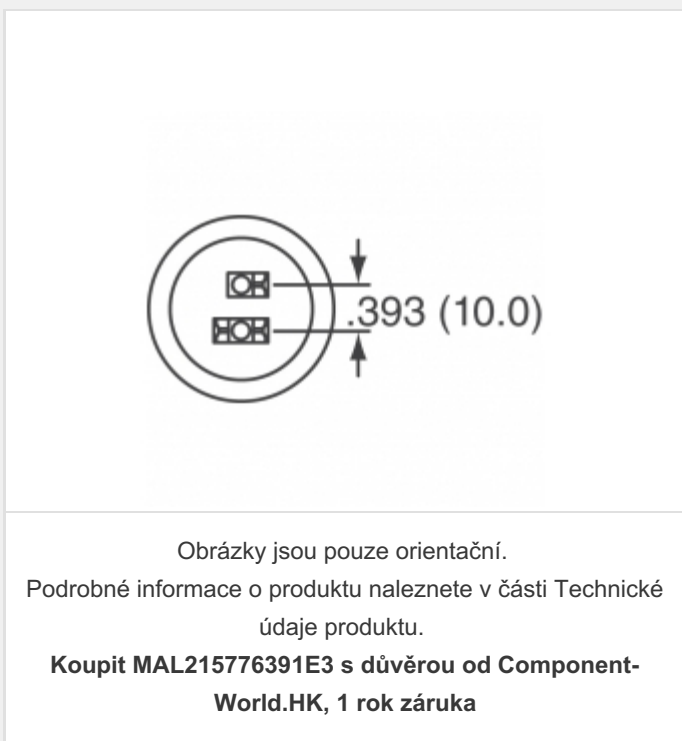 .393 (10.0)
Obrázky jsou pouze orientační.
Podrobné informace o produktu naleznete v části Technické
údaje produktu.
Koupit MAL215776391E3 s důvěrou od Component-
World.HK, 1 rok záruka